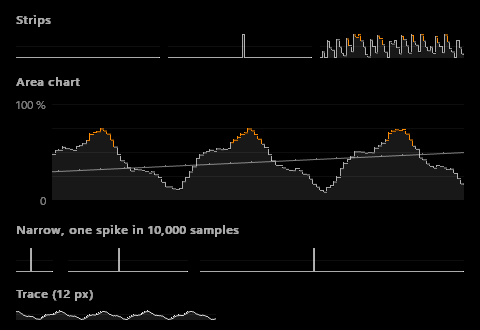 Strips
Area chart
100 %
0
Narrow, one spike in 10,000 samples
Trace (12 px)